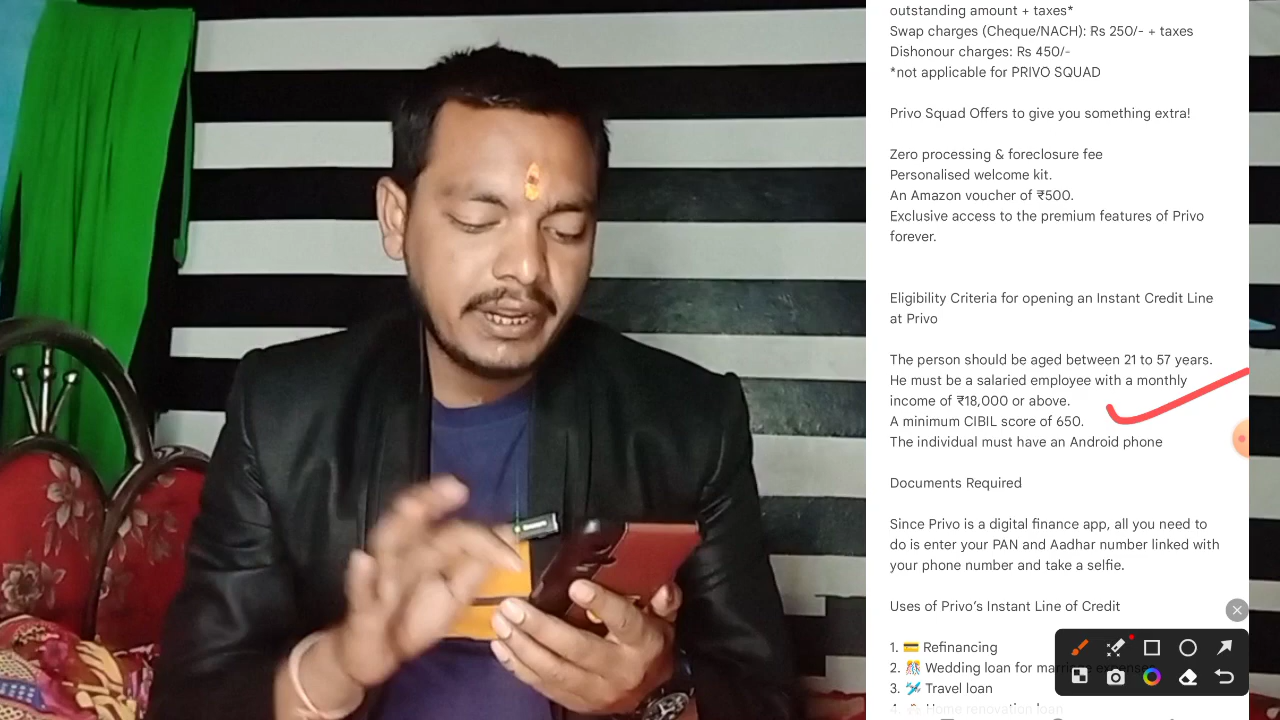 outstanding amount + taxes*
Swap charges (Cheque/NACH): Rs 250/- + taxes
Dishonour charges: Rs 450/-
*not applicable for PRIVO SQUAD
Privo Squad Offers to give you something extra!
Zero processing & foreclosure fee
Personalised welcome kit.
An Amazon voucher of ₹500.
Exclusive access to the premium features of Privo
forever.
Eligibility Criteria for opening an Instant Credit Line
at Privo
The person should be aged between 21 to 57 years.
He must be a salaried employee with a monthly
income of ₹18,000 or above.
A minimum CIBIL score of 650.
The individual must have an Android phone
Documents Required
Since Privo is a digital finance app, all you need to
do is enter your PAN and Aadhar number linked with
your phone number and take a selfie.
Uses of Privo's Instant Line of Credit
1. 💳 Refinancing
2. 🎊 Wedding loan for marriage expenses
3. ✈️ Travel loan
4. Home renovation loan